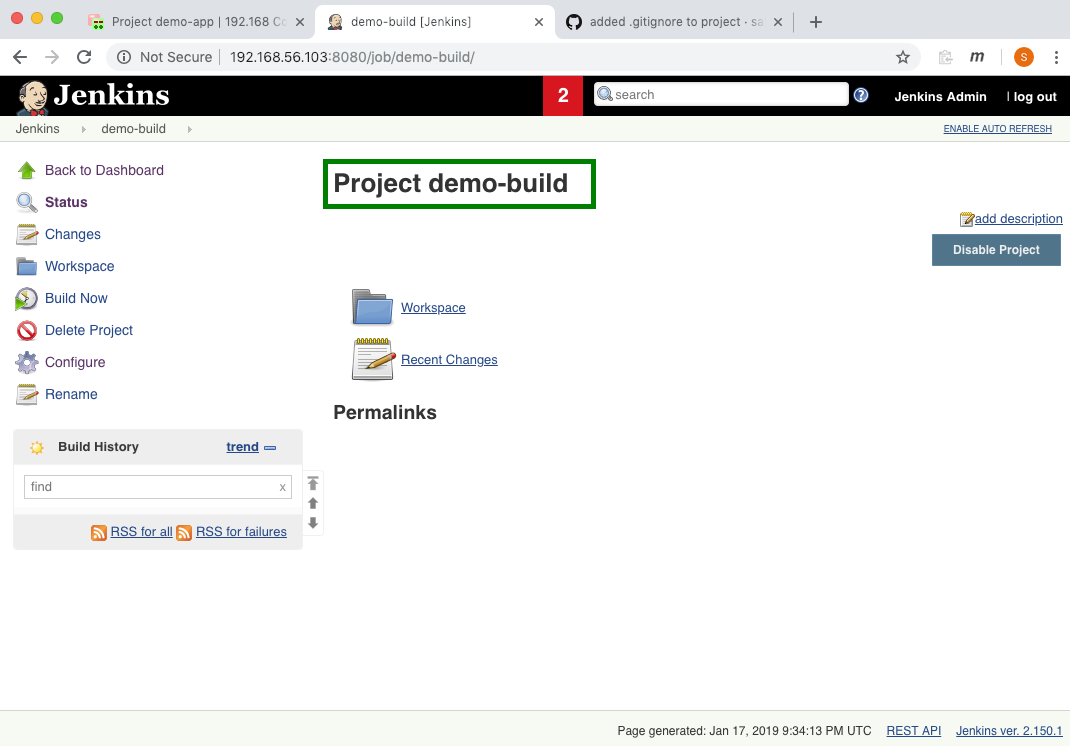 Project demo-app | 192.168 Co
demo-build [Jenkins]
added .gitignore to project · sa
Not Secure | 192.168.56.103:8080/job/demo-build/
m
S
Jenkins
2
search
?
Jenkins Admin
| log out
Jenkins
demo-build
ENABLE AUTO REFRESH
Back to Dashboard
Status
Changes
Workspace
Build Now
Delete Project
Configure
Rename
Build History
trend
find
x
RSS for all
RSS for failures
Project demo-build
add description
Disable Project
Workspace
Recent Changes
Permalinks
Page generated: Jan 17, 2019 9:34:13 PM UTC
REST API
Jenkins ver. 2.150.1